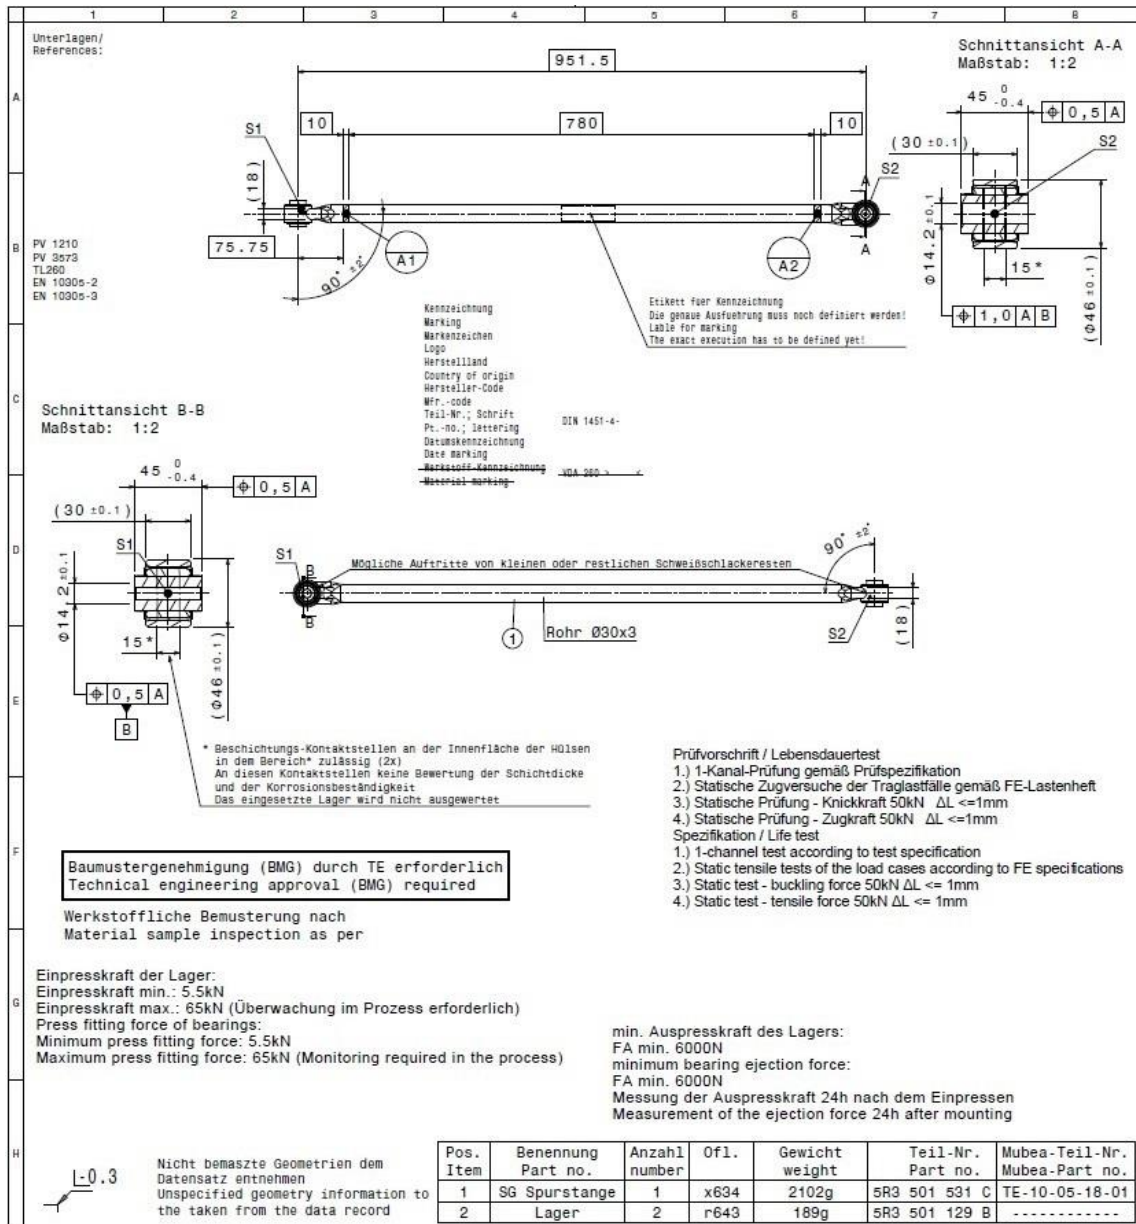 1 2 3 4 5 6 7 8
Unterlagen/
References:
A
951.5
10
780
10
S1
S2
(18)
A
A
75.75
90° ±2°
A1
A2
Schnittansicht A-A
Maßstab: 1:2
45 0 -0.4
⌖ 0,5 A
(30 ±0.1)
S2
Φ14.2 ±0.1
15*
(Φ46 ±0.1)
⌖ 1,0 A B
B
PV 1210
PV 3573
TL260
EN 10305-2
EN 10305-3
Kennzeichnung
Marking
Markenzeichen
Logo
Herstellland
Country of origin
Hersteller-Code
Mfr.-code
Teil-Nr.; Schrift
Pt.-no.; lettering
DIN 1451-4-
Datumskennzeichnung
Date marking
Werkstoff-Kennzeichnung
VDA 260 > <
Material marking
Etikett fuer Kennzeichnung
Die genaue Ausfuehrung muss noch definiert werden!
Lable for marking
The exact execution has to be defined yet!
C
Schnittansicht B-B
Maßstab: 1:2
45 0 -0.4
⌖ 0,5 A
(30 ±0.1)
S1
Φ14,2 ±0.1
15*
(Φ46 ±0.1)
⌖ 0,5 A
B
D
S1
B
B
Mögliche Auftritte von kleinen oder restlichen Schweißschlackeresten
90° ±2°
1
Rohr Ø30x3
S2
(18)
E
* Beschichtungs-Kontaktstellen an der Innenfläche der Hülsen
in dem Bereich* zulässig (2x)
An diesen Kontaktstellen keine Bewertung der Schichtdicke
und der Korrosionsbeständigkeit
Das eingesetzte Lager wird nicht ausgewertet
Prüfvorschrift / Lebensdauertest
1.) 1-Kanal-Prüfung gemäß Prüfspezifikation
2.) Statische Zugversuche der Traglastfälle gemäß FE-Lastenheft
3.) Statische Prüfung - Knickkraft 50kN ΔL <=1mm
4.) Statische Prüfung - Zugkraft 50kN ΔL <=1mm
Spezifikation / Life test
1.) 1-channel test according to test specification
2.) Static tensile tests of the load cases according to FE specifications
3.) Static test - buckling force 50kN ΔL <= 1mm
4.) Static test - tensile force 50kN ΔL <= 1mm
F
Baumustergenehmigung (BMG) durch TE erforderlich
Technical engineering approval (BMG) required
Werkstoffliche Bemusterung nach
Material sample inspection as per
G
Einpresskraft der Lager:
Einpresskraft min.: 5.5kN
Einpresskraft max.: 65kN (Überwachung im Prozess erforderlich)
Press fitting force of bearings:
Minimum press fitting force: 5.5kN
Maximum press fitting force: 65kN (Monitoring required in the process)
min. Auspresskraft des Lagers:
FA min. 6000N
minimum bearing ejection force:
FA min. 6000N
Messung der Auspresskraft 24h nach dem Einpressen
Measurement of the ejection force 24h after mounting
H
-0.3
Nicht bemaszte Geometrien dem
Datensatz entnehmen
Unspecified geometry information to
the taken from the data record
Pos. Benennung Anzahl Ofl. Gewicht Teil-Nr. Mubea-Teil-Nr.
Item Part no. number weight Part no. Mubea-Part no.
1 SG Spurstange 1 x634 2102g 5R3 501 531 C TE-10-05-18-01
2 Lager 2 r643 189g 5R3 501 129 B ------------